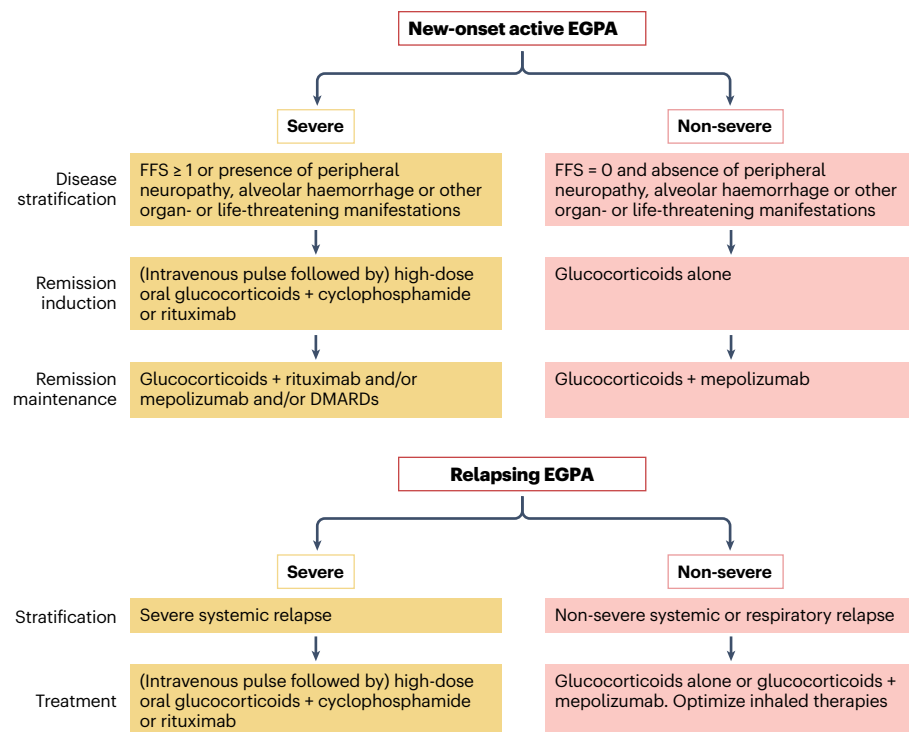 New-onset active EGPA
Severe
Non-severe
Disease
stratification
FFS ≥ 1 or presence of peripheral
neuropathy, alveolar haemorrhage or other
organ- or life-threatening manifestations
FFS = 0 and absence of peripheral
neuropathy, alveolar haemorrhage or other
organ- or life-threatening manifestations
Remission
induction
(Intravenous pulse followed by) high-dose
oral glucocorticoids + cyclophosphamide
or rituximab
Glucocorticoids alone
Remission
maintenance
Glucocorticoids + rituximab and/or
mepolizumab and/or DMARDs
Glucocorticoids + mepolizumab
Relapsing EGPA
Severe
Non-severe
Stratification
Severe systemic relapse
Non-severe systemic or respiratory relapse
Treatment
(Intravenous pulse followed by) high-dose
oral glucocorticoids + cyclophosphamide
or rituximab
Glucocorticoids alone or glucocorticoids +
mepolizumab. Optimize inhaled therapies